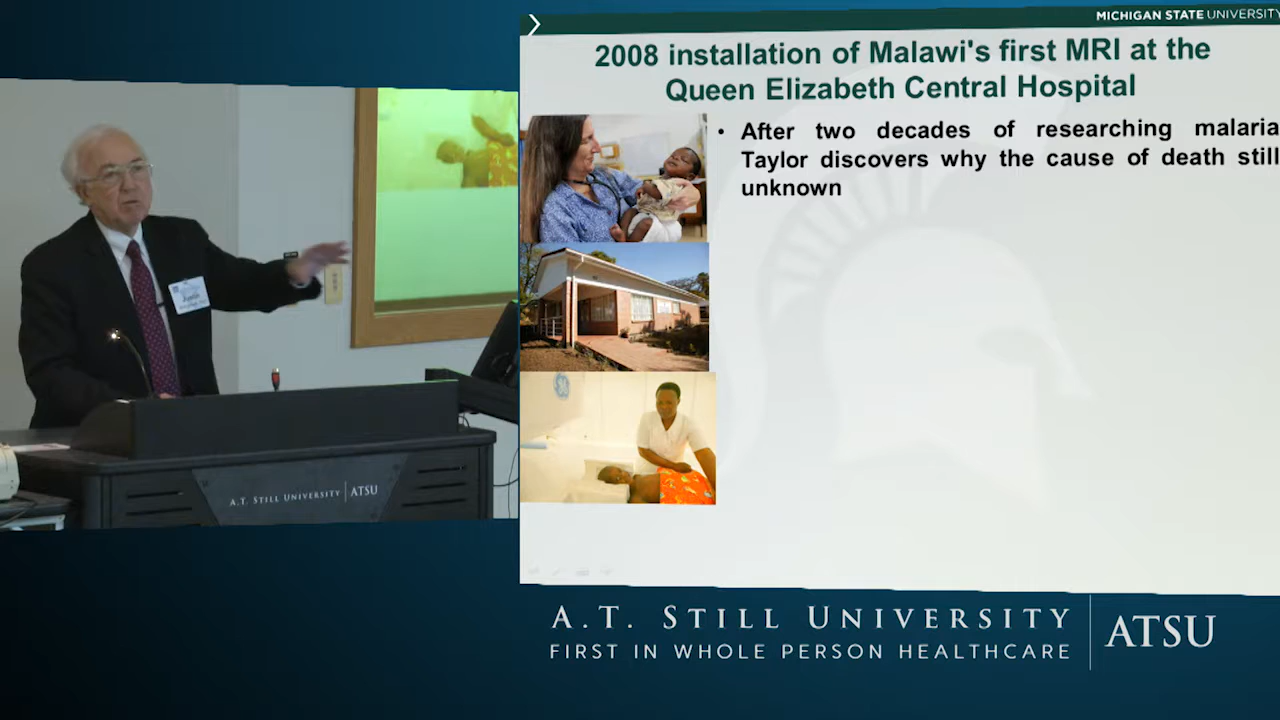 MICHIGAN STATE UNIVERSITY
2008 installation of Malawi's first MRI at the
Queen Elizabeth Central Hospital
• After two decades of researching malaria
Taylor discovers why the cause of death still
unknown
GE
A.T. STILL UNIVERSITY | ATSU
A.T. STILL UNIVERSITY
FIRST IN WHOLE PERSON HEALTHCARE
ATSU